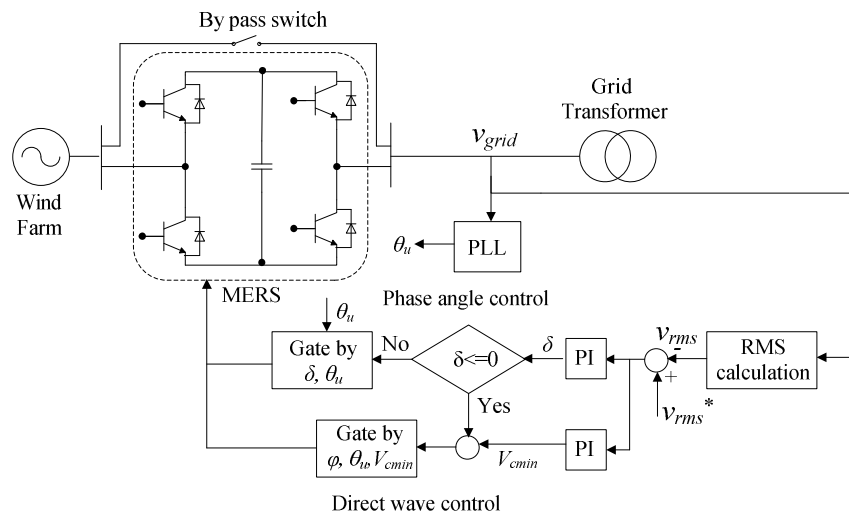 By pass switch
Grid
Transformer
v_grid
Wind
Farm
PLL
θ_u
MERS
Phase angle control
θ_u
No
δ
v_rms
-
Gate by
δ, θ_u
δ<=0
PI
RMS
calculation
+
v_rms*
Yes
Gate by
φ, θ_u, V_cmin
V_cmin
PI
Direct wave control